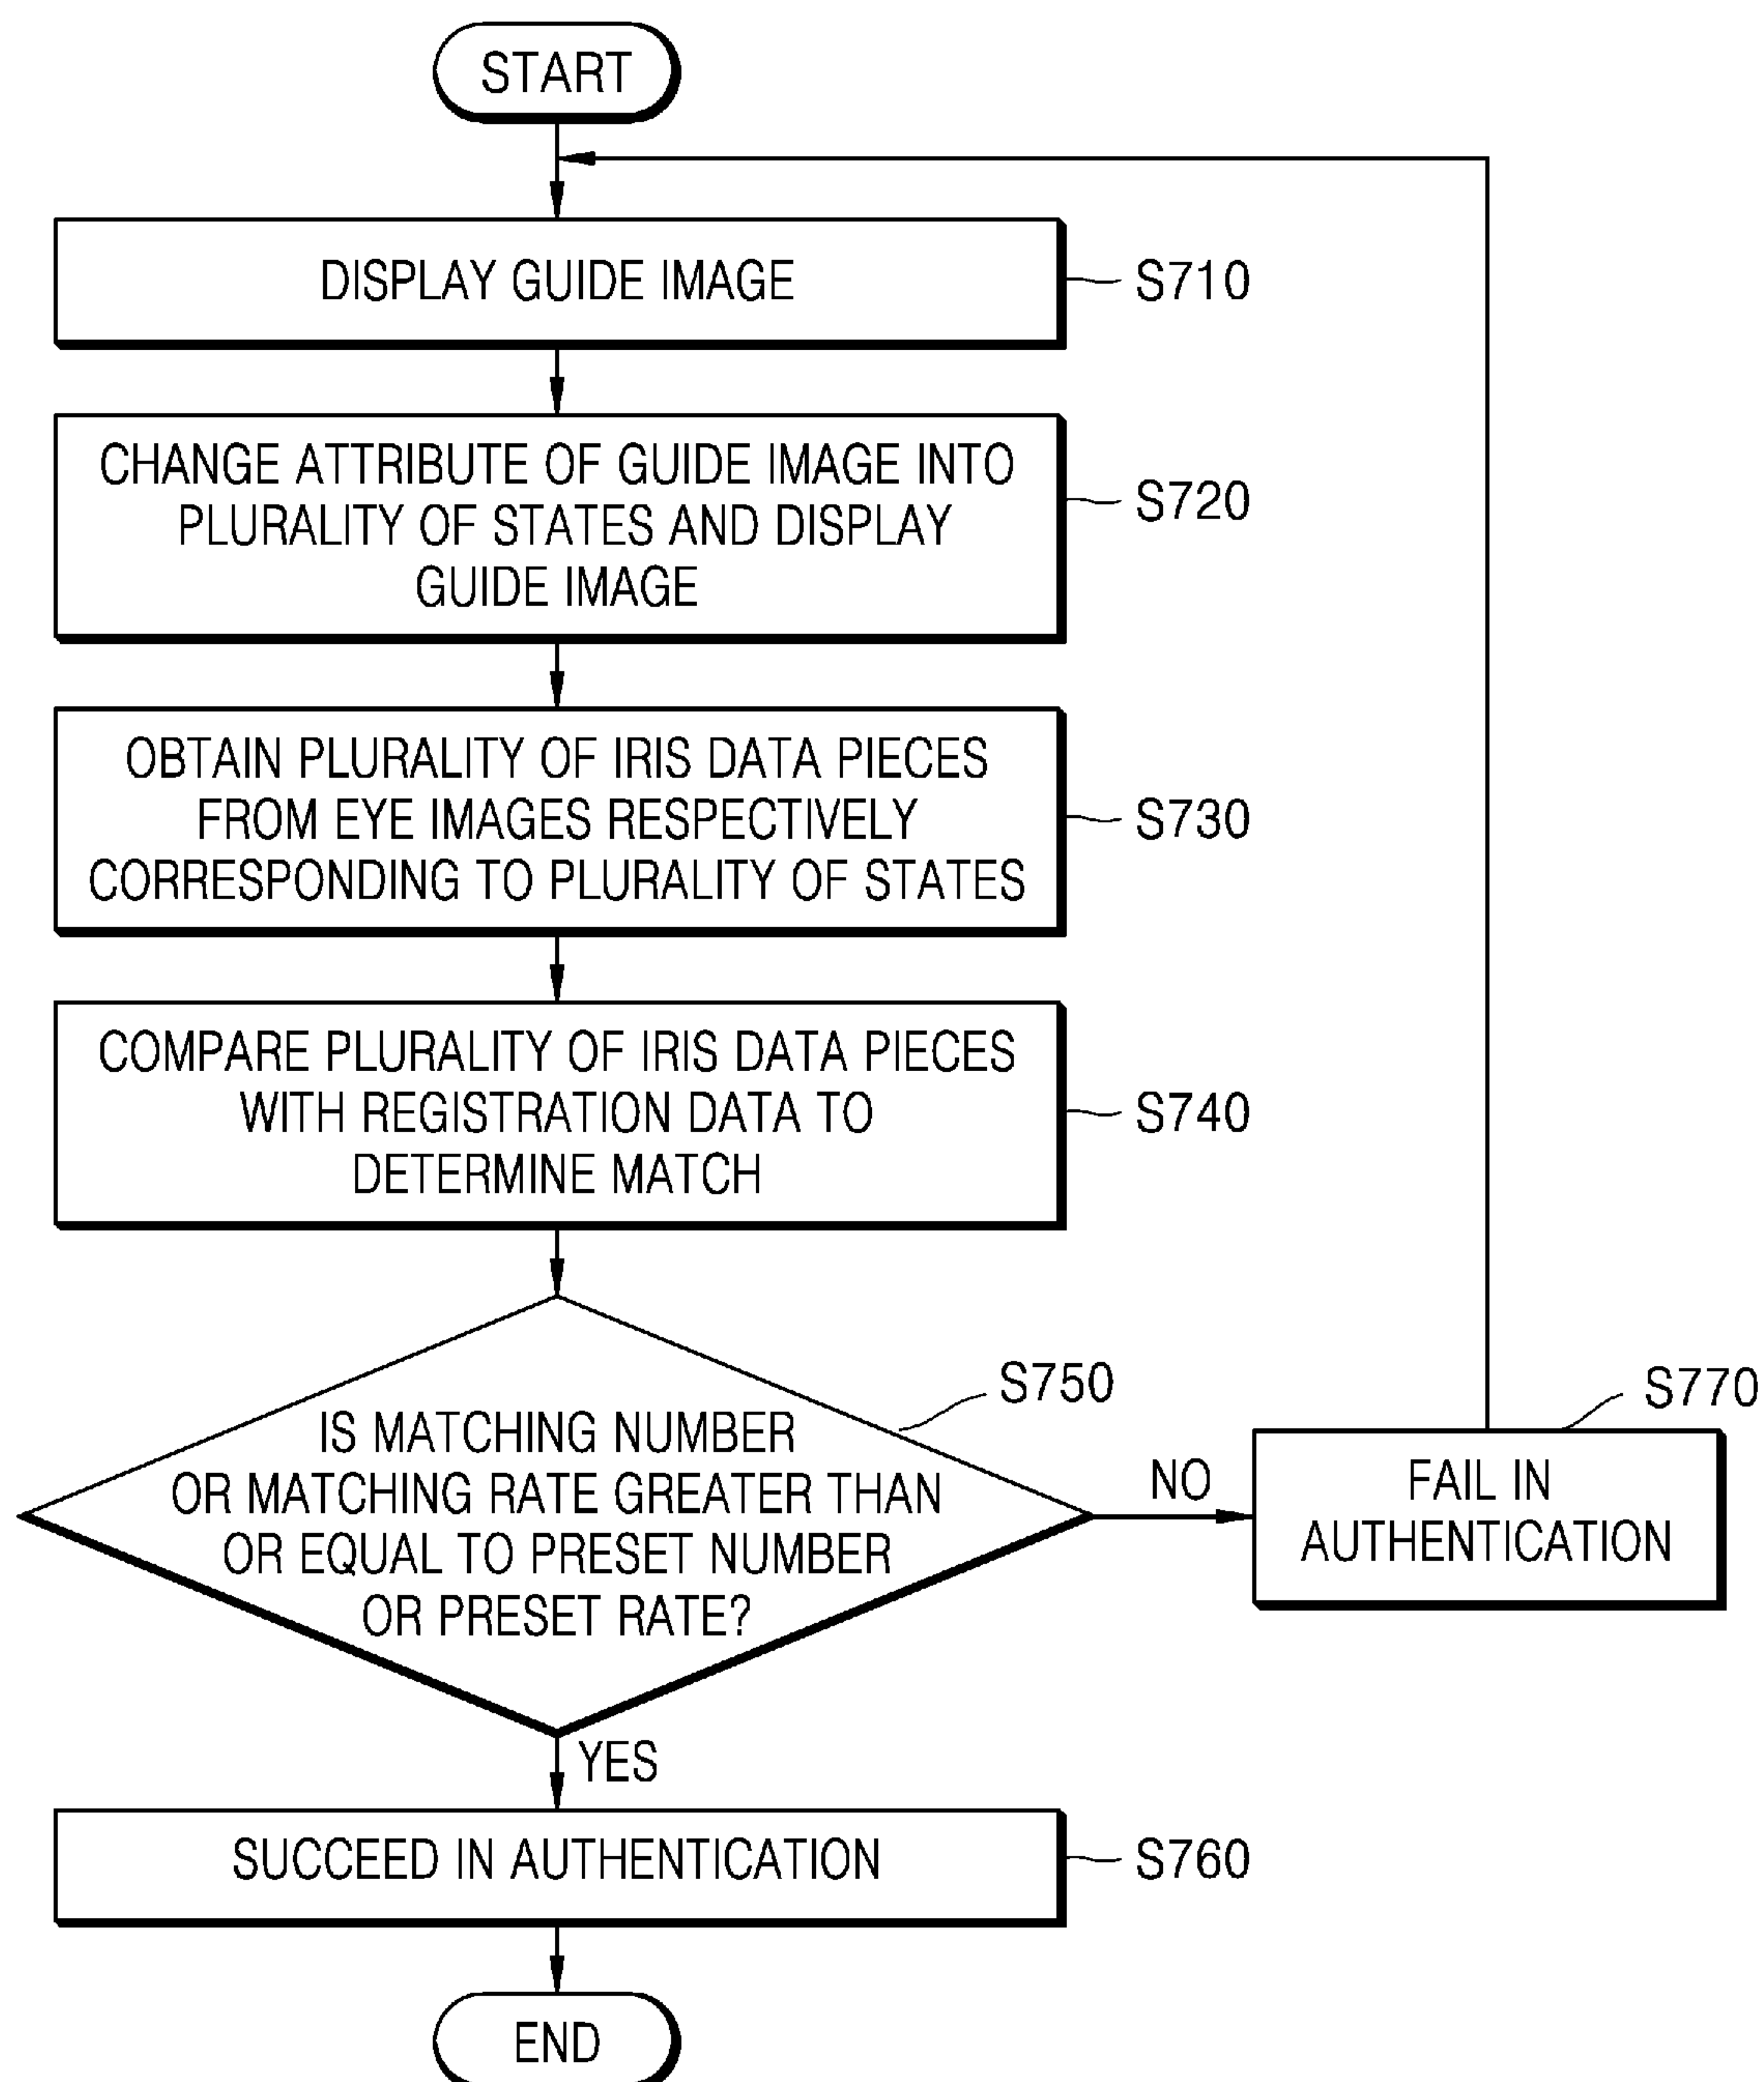 START
DISPLAY GUIDE IMAGE
S710
CHANGE ATTRIBUTE OF GUIDE IMAGE INTO
PLURALITY OF STATES AND DISPLAY
GUIDE IMAGE
S720
OBTAIN PLURALITY OF IRIS DATA PIECES
FROM EYE IMAGES RESPECTIVELY
CORRESPONDING TO PLURALITY OF STATES
S730
COMPARE PLURALITY OF IRIS DATA PIECES
WITH REGISTRATION DATA TO
DETERMINE MATCH
S740
IS MATCHING NUMBER
OR MATCHING RATE GREATER THAN
OR EQUAL TO PRESET NUMBER
OR PRESET RATE?
S750
NO
FAIL IN
AUTHENTICATION
S770
YES
SUCCEED IN AUTHENTICATION
S760
END